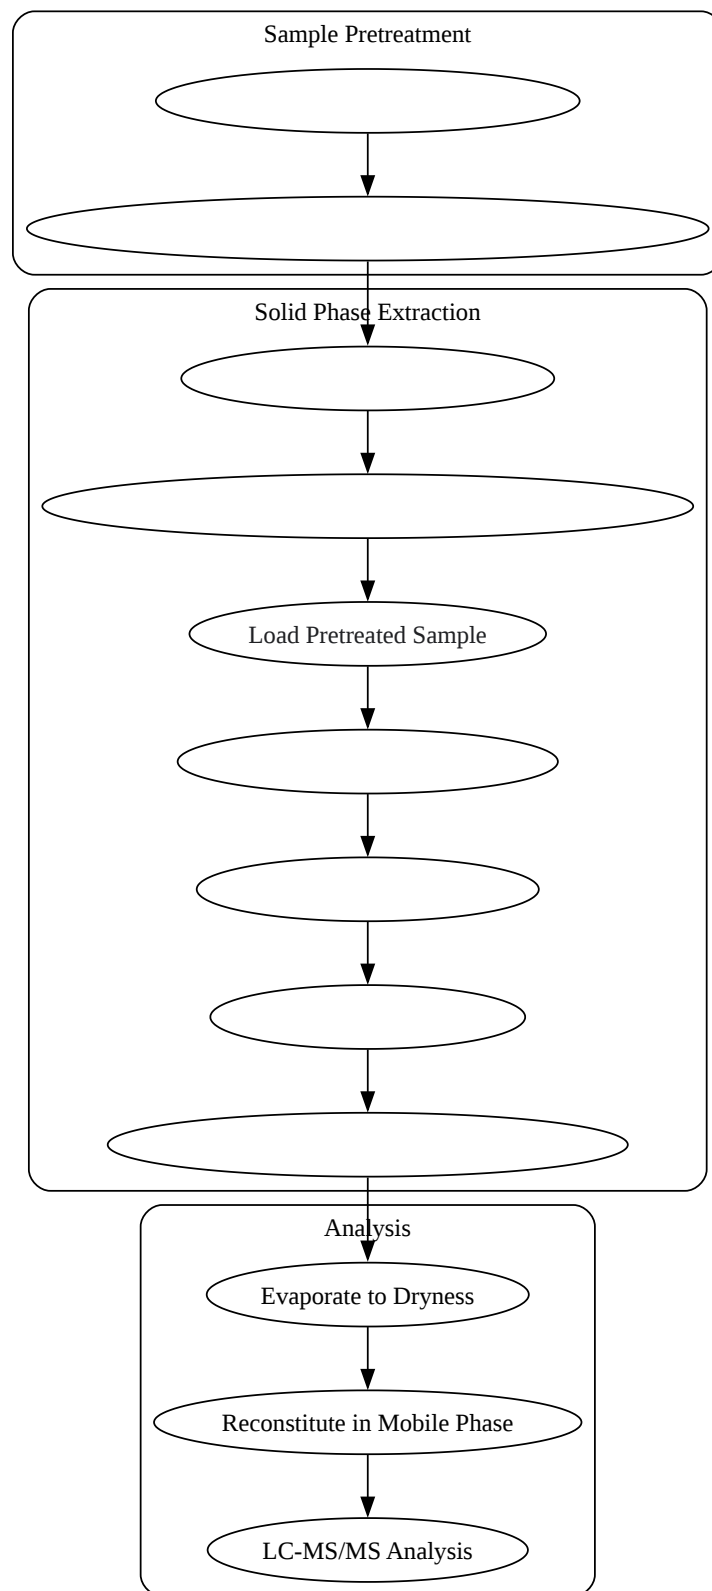 Sample Pretreatment
Solid Phase Extraction
Load Pretreated Sample
Analysis
Evaporate to Dryness
Reconstitute in Mobile Phase
LC-MS/MS Analysis